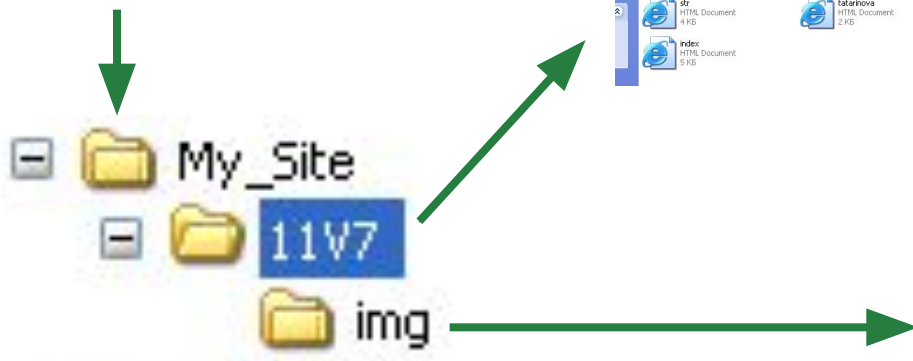 str
HTML Document
4 КБ
tatarinova
HTML Document
2 КБ
index
HTML Document
5 КБ
My_Site
11V7
img